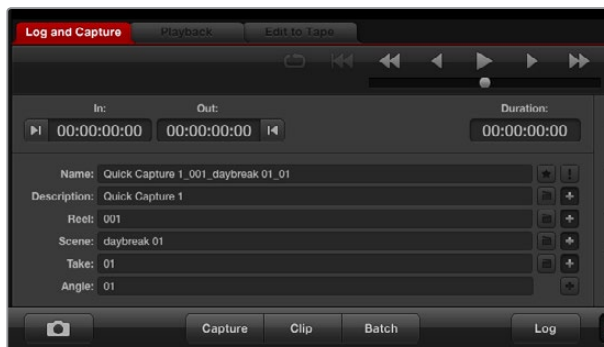 Log and Capture Playback Edit to Tape
In: Out: Duration:
00:00:00:00 00:00:00:00 00:00:00:00
Name: Quick Capture 1_001_daybreak 01_01
Description: Quick Capture 1
Reel: 001
Scene: daybreak 01
Take: 01
Angle: 01
Capture Clip Batch Log